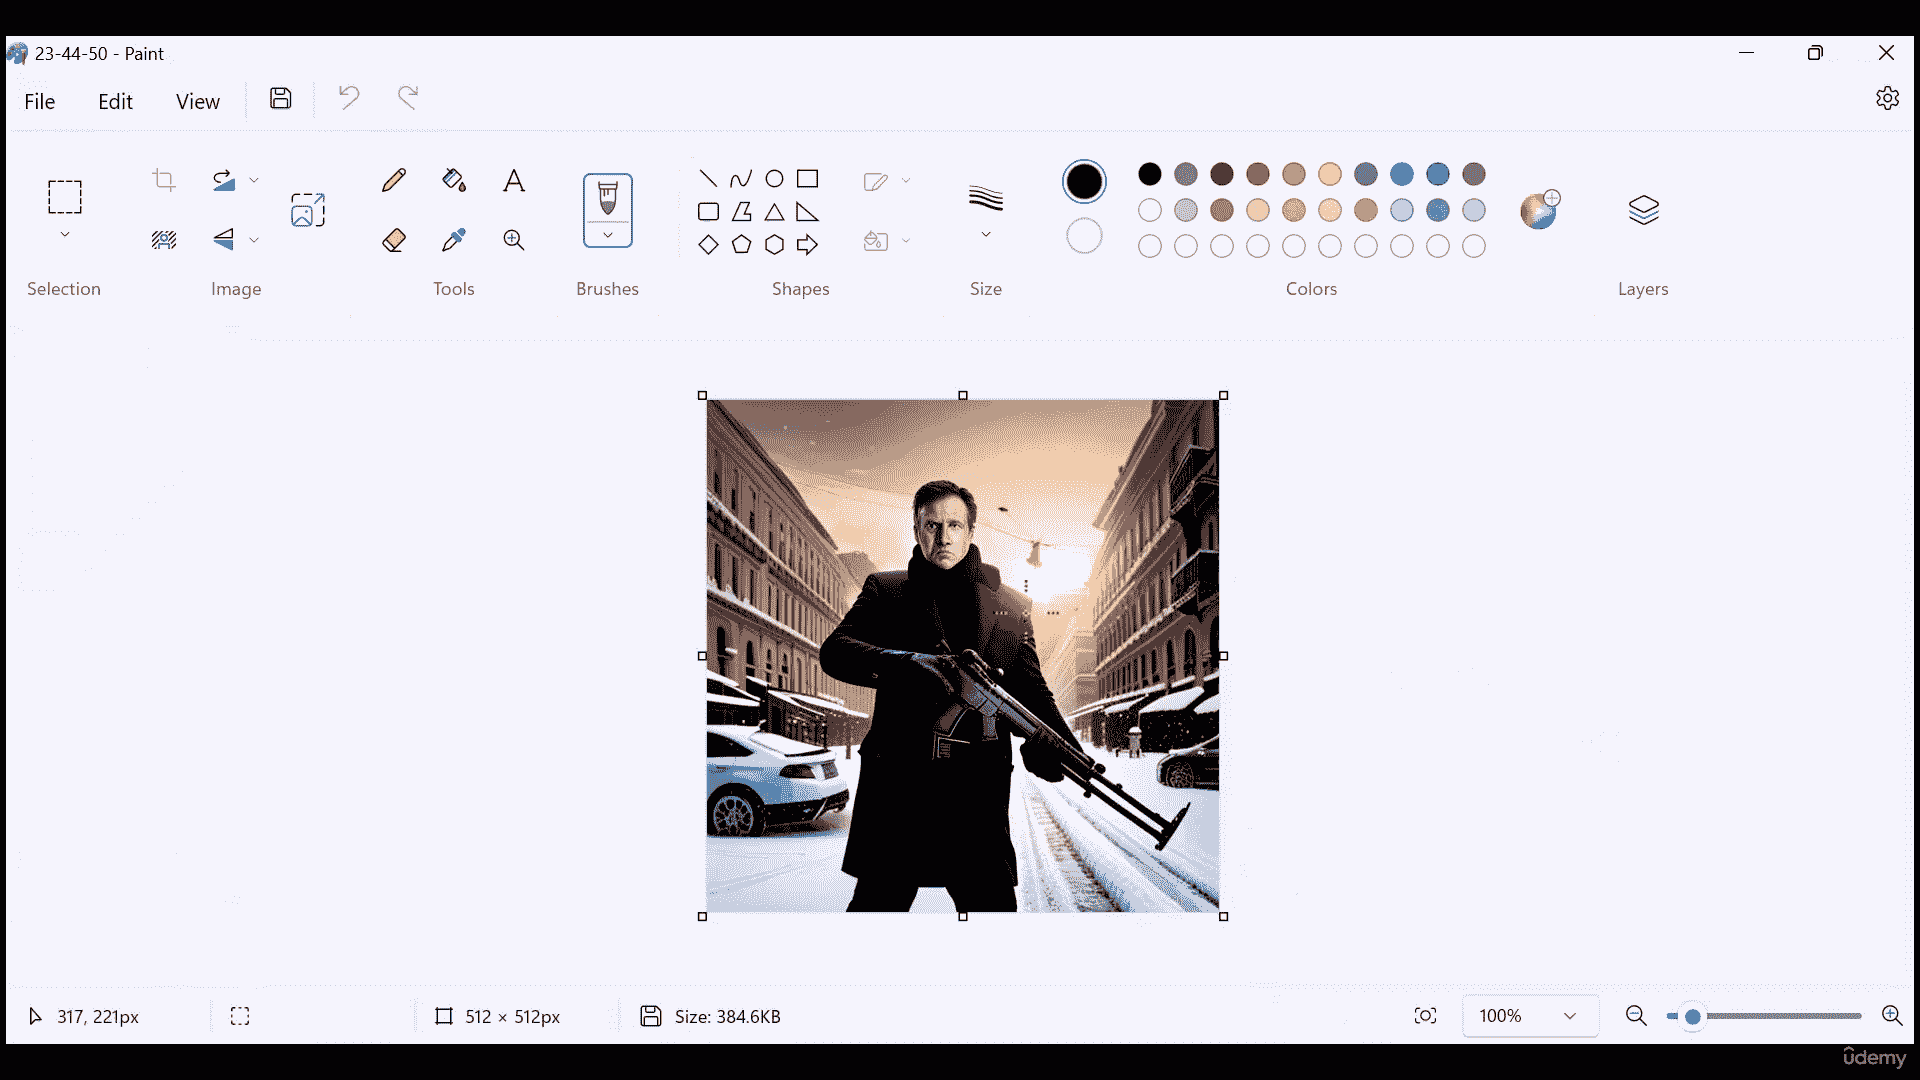 23-44-50 - Paint
File Edit View
Selection Image Tools Brushes Shapes Size Colors Layers
317, 221px 512 × 512px Size: 384.6KB 100%
udemy